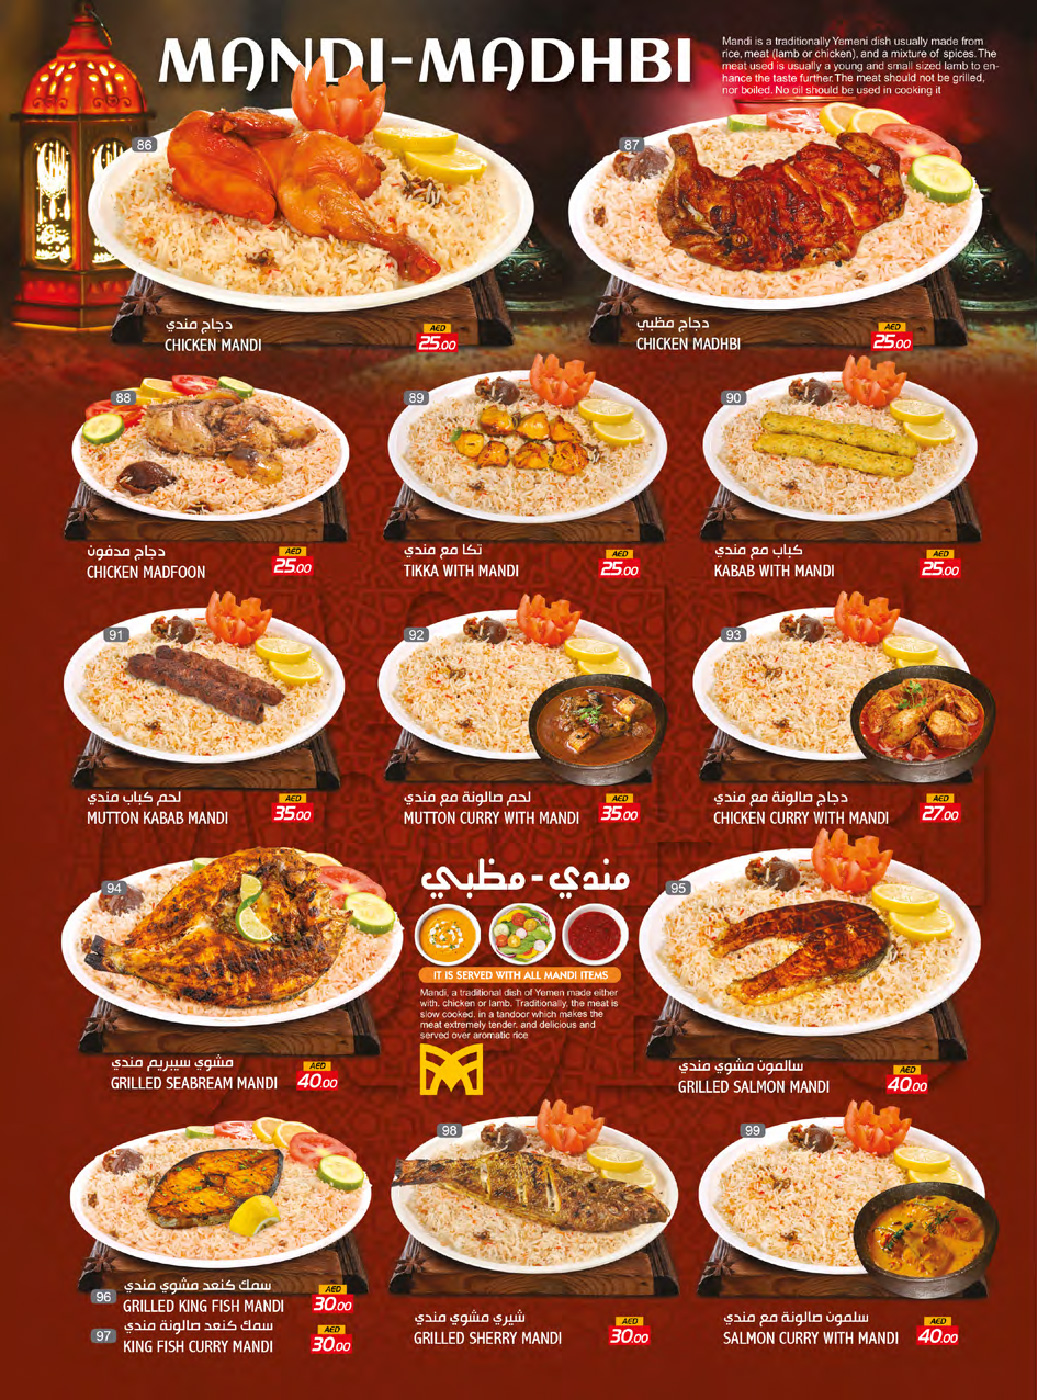 MANDI-MADHBI
Mandi is a traditionally Yemeni dish usually made from
rice, meat (lamb or chicken), and a mixture of spices. The
meat used is usually a young and small sized lamb to en-
hance the taste further. The meat should not be grilled,
nor boiled. No oil should be used in cooking it
86
دجاج مندي
CHICKEN MANDI
AED
25.00
87
دجاج مظبي
CHICKEN MADHBI
AED
25.00
88
دجاج مدفون
CHICKEN MADFOON
AED
25.00
89
تكا مع مندي
TIKKA WITH MANDI
AED
25.00
90
كباب مع مندي
KABAB WITH MANDI
AED
25.00
91
لحم كباب مندي
MUTTON KABAB MANDI
AED
35.00
92
لحم صالونة مع مندي
MUTTON CURRY WITH MANDI
AED
35.00
93
دجاج صالونة مع مندي
CHICKEN CURRY WITH MANDI
AED
27.00
94
مشوي سيبريم مندي
GRILLED SEABREAM MANDI
AED
40.00
مندي - مظبي
IT IS SERVED WITH ALL MANDI ITEMS
Mandi, a traditional dish of Yemen made either
with. chicken or lamb. Traditionally, the meat is
slow cooked. in a tandoor which makes the
meat extremely tender. and delicious and
served over aromatic rice
95
سالمون مشوي مندي
GRILLED SALMON MANDI
AED
40.00
96
سمك كنعد مشوي مندي
GRILLED KING FISH MANDI
AED
30.00
97
سمك كنعد صالونة مندي
KING FISH CURRY MANDI
AED
30.00
98
شيري مشوي مندي
GRILLED SHERRY MANDI
AED
30.00
99
سلمون صالونة مع مندي
SALMON CURRY WITH MANDI
AED
40.00